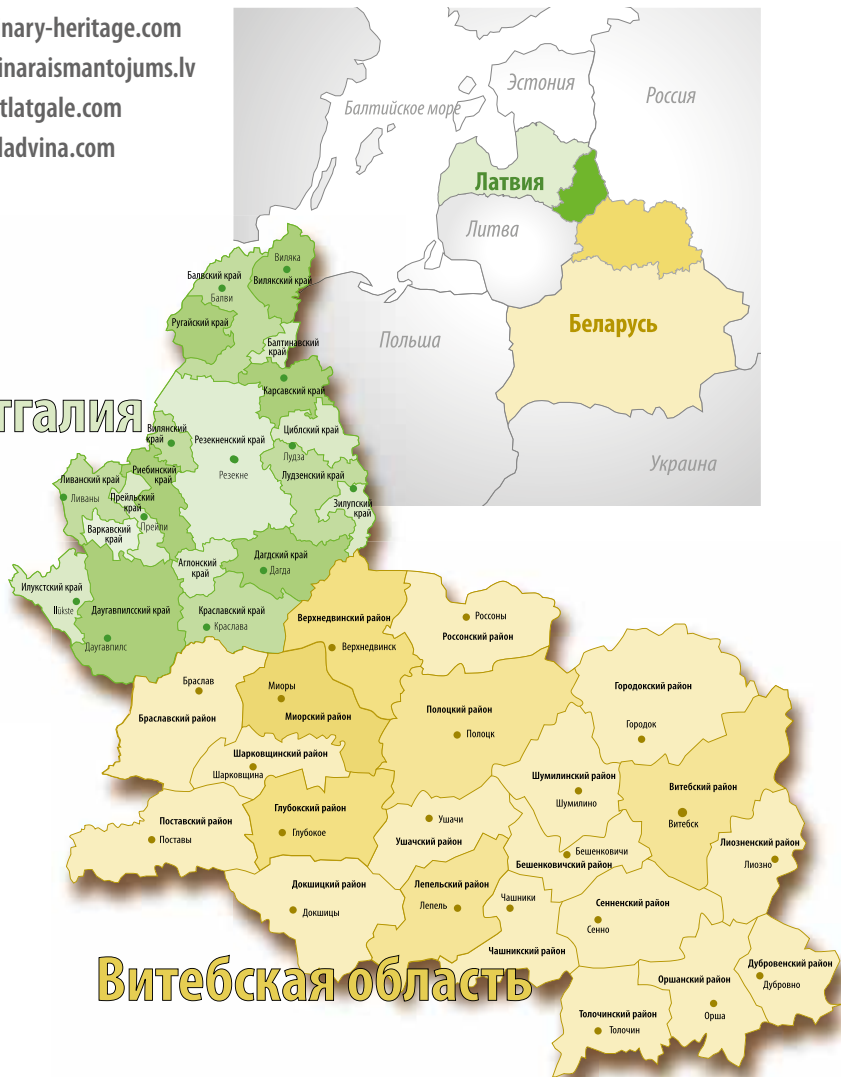 nary-heritage.com
inaraismantojums.lv
tlatgale.com
ladvina.com
Эстония
Россия
Балтийское море
Латвия
Литва
Беларусь
Польша
Украина
Виляка
Балвский край
Вилякский край
Балви
Ругайский край
Балтинавский
край
Карсавский край
тгалия
Вилянский
край
Циблский край
Резекненский край
Лудза
Риебинский
край
Резекне
Лудзенский край
Ливанский край
Ливаны
Прейльский
край
Зилупский
край
Прейли
Варкавский
край
Аглонский
край
Дагдский край
Дагда
Илукстский край
Ilūkste
Даугавпилсский край
Краславский край
Краслава
Даугавпилс
Верхнедвинский район
Верхнедвинск
Россоны
Россонский район
Браслав
Браславский район
Миоры
Миорский район
Полоцкий район
Полоцк
Городокский район
Городок
Шарковщинский район
Шарковщина
Шумилинский район
Шумилино
Витебский район
Витебск
Поставский район
Поставы
Глубокский район
Глубокое
Ушачи
Ушачский район
Бешенковичи
Бешенковичский район
Лиозненский район
Лиозно
Докшицкий район
Докшицы
Лепельский район
Лепель
Чашники
Чашникский район
Сенненский район
Сенно
Витебская область
Дубровенский район
Дубровно
Оршанский район
Орша
Толочинский район
Толочин